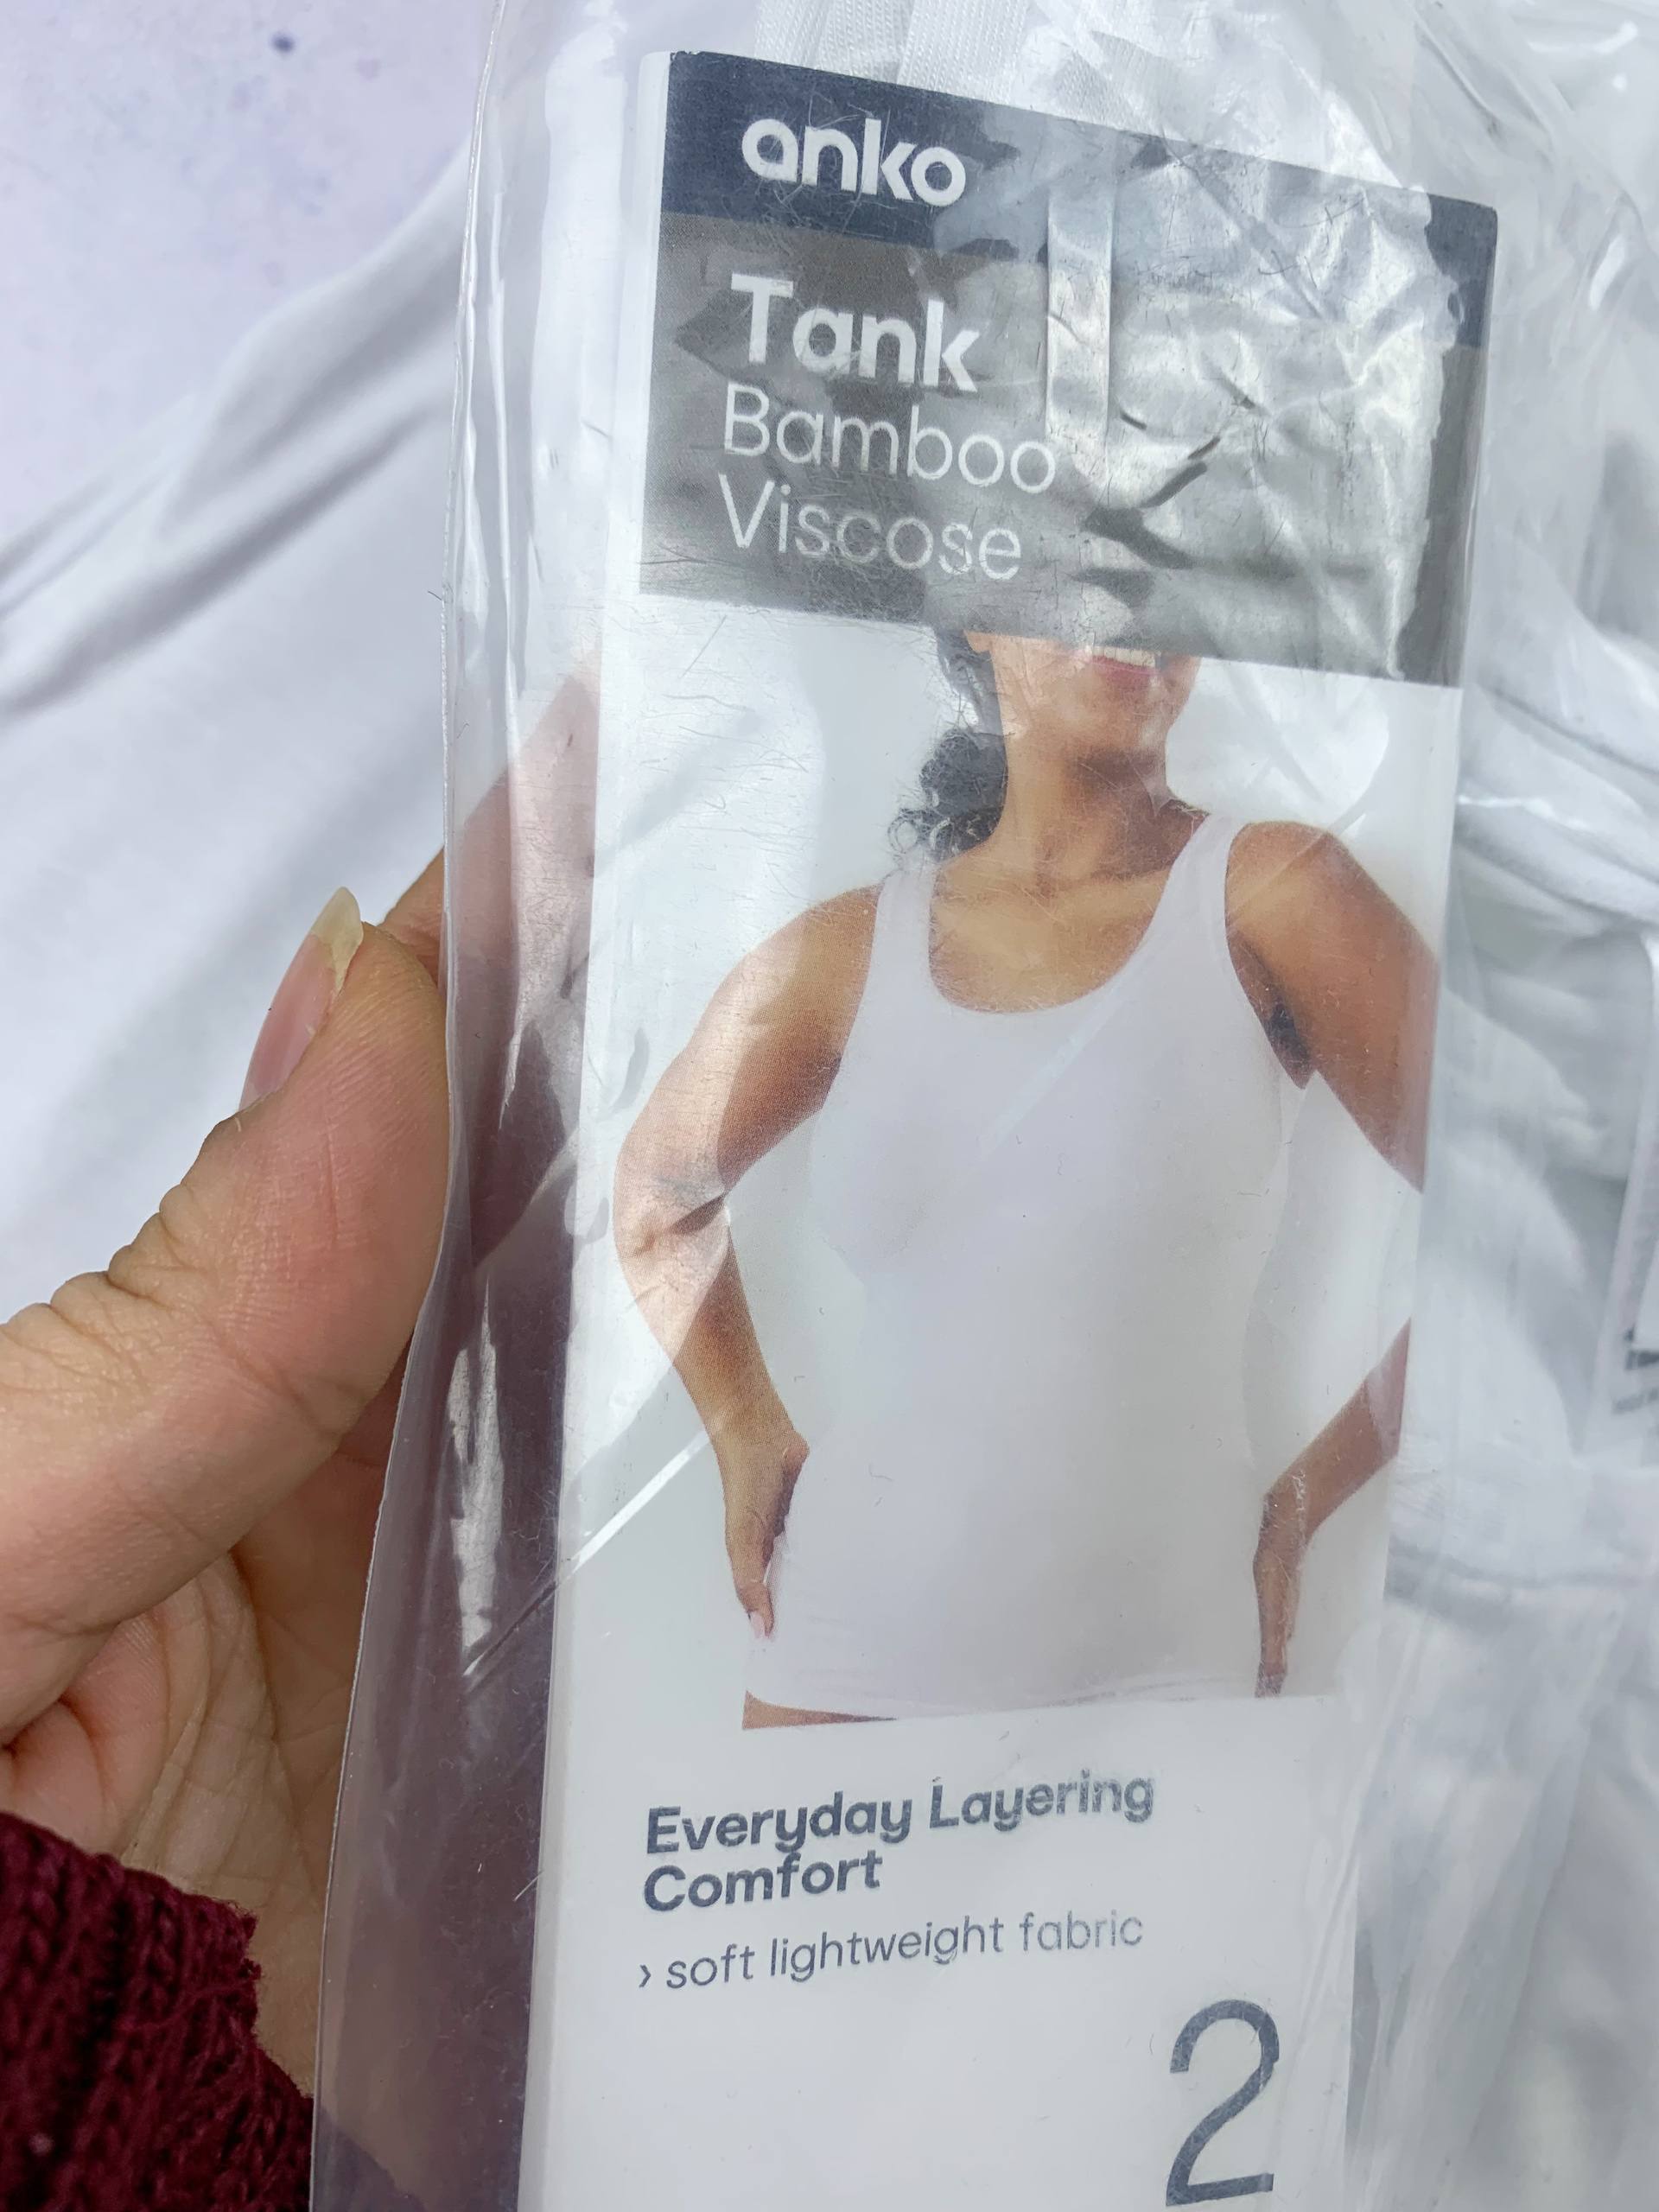 anko
Tank
Bamboo
Viscose
Everyday Layering
Comfort
› soft lightweight fabric
2